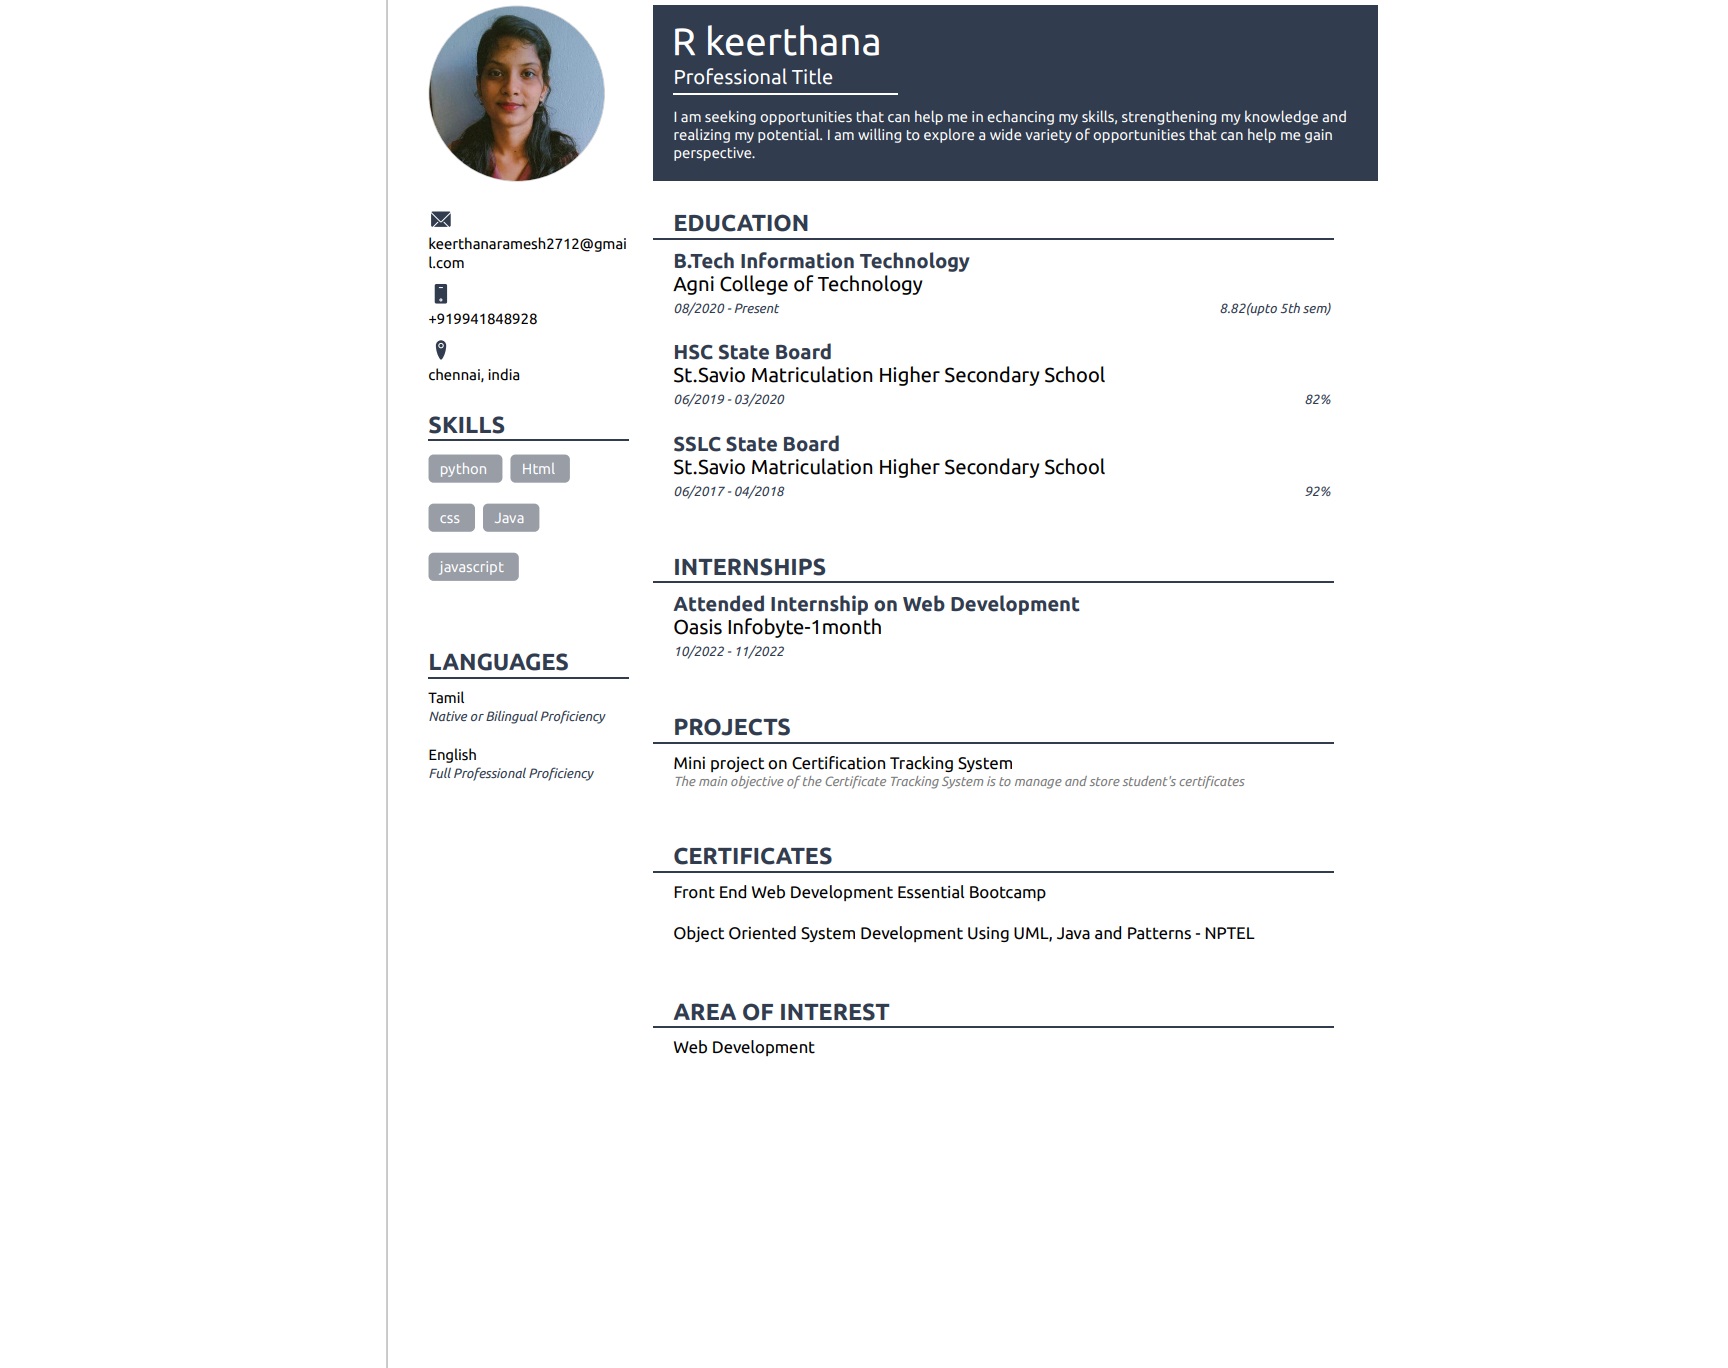 R keerthana
Professional Title
I am seeking opportunities that can help me in echancing my skills, strengthening my knowledge and
realizing my potential. I am willing to explore a wide variety of opportunities that can help me gain
perspective.
keerthanaramesh2712@gmai
l.com
+919941848928
chennai, india
SKILLS
python Html
css Java
javascript
LANGUAGES
Tamil
Native or Bilingual Proficiency
English
Full Professional Proficiency
EDUCATION
B.Tech Information Technology
Agni College of Technology
08/2020 - Present 8.82(upto 5th sem)
HSC State Board
St.Savio Matriculation Higher Secondary School
06/2019 - 03/2020 82%
SSLC State Board
St.Savio Matriculation Higher Secondary School
06/2017 - 04/2018 92%
INTERNSHIPS
Attended Internship on Web Development
Oasis Infobyte-1month
10/2022 - 11/2022
PROJECTS
Mini project on Certification Tracking System
The main objective of the Certificate Tracking System is to manage and store student's certificates
CERTIFICATES
Front End Web Development Essential Bootcamp
Object Oriented System Development Using UML, Java and Patterns - NPTEL
AREA OF INTEREST
Web Development